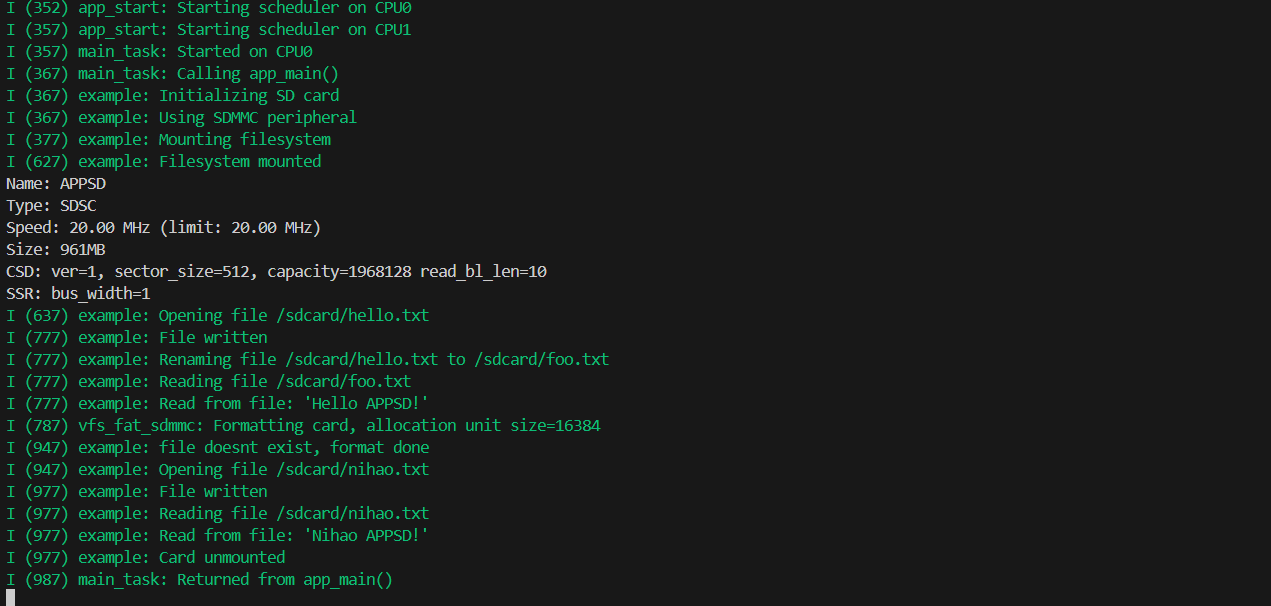 I (352) app_start: Starting scheduler on CPU0
I (357) app_start: Starting scheduler on CPU1
I (357) main_task: Started on CPU0
I (367) main_task: Calling app_main()
I (367) example: Initializing SD card
I (367) example: Using SDMMC peripheral
I (377) example: Mounting filesystem
I (627) example: Filesystem mounted
Name: APPSD
Type: SDSC
Speed: 20.00 MHz (limit: 20.00 MHz)
Size: 961MB
CSD: ver=1, sector_size=512, capacity=1968128 read_bl_len=10
SSR: bus_width=1
I (637) example: Opening file /sdcard/hello.txt
I (777) example: File written
I (777) example: Renaming file /sdcard/hello.txt to /sdcard/foo.txt
I (777) example: Reading file /sdcard/foo.txt
I (777) example: Read from file: 'Hello APPSD!'
I (787) vfs_fat_sdmmc: Formatting card, allocation unit size=16384
I (947) example: file doesnt exist, format done
I (947) example: Opening file /sdcard/nihao.txt
I (977) example: File written
I (977) example: Reading file /sdcard/nihao.txt
I (977) example: Read from file: 'Nihao APPSD!'
I (977) example: Card unmounted
I (987) main_task: Returned from app_main()